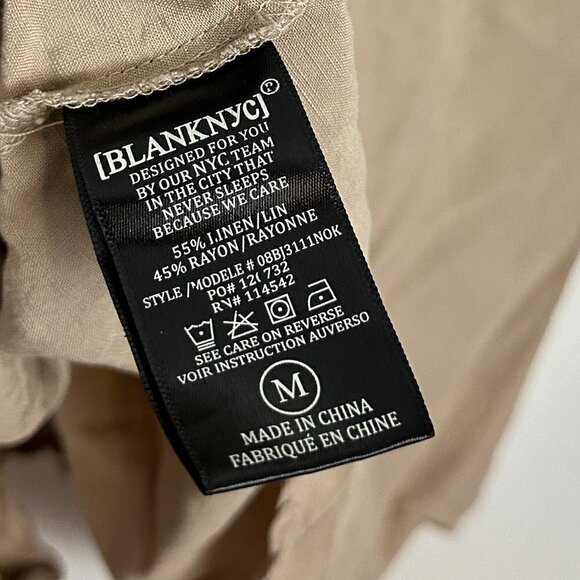 [BLANKNYC]
DESIGNED FOR YOU
BY OUR NYC TEAM
IN THE CITY THAT
NEVER SLEEPS
BECAUSE WE CARE
55% LINEN/LIN
45% RAYON/RAYONNE
STYLE /MODELE # 08BJ3111NOK
PO# 732
RN# 114542
SEE CARE ON REVERSE
VOIR INSTRUCTION AUVERSO
M
MADE IN CHINA
FABRIQUÉ EN CHINE